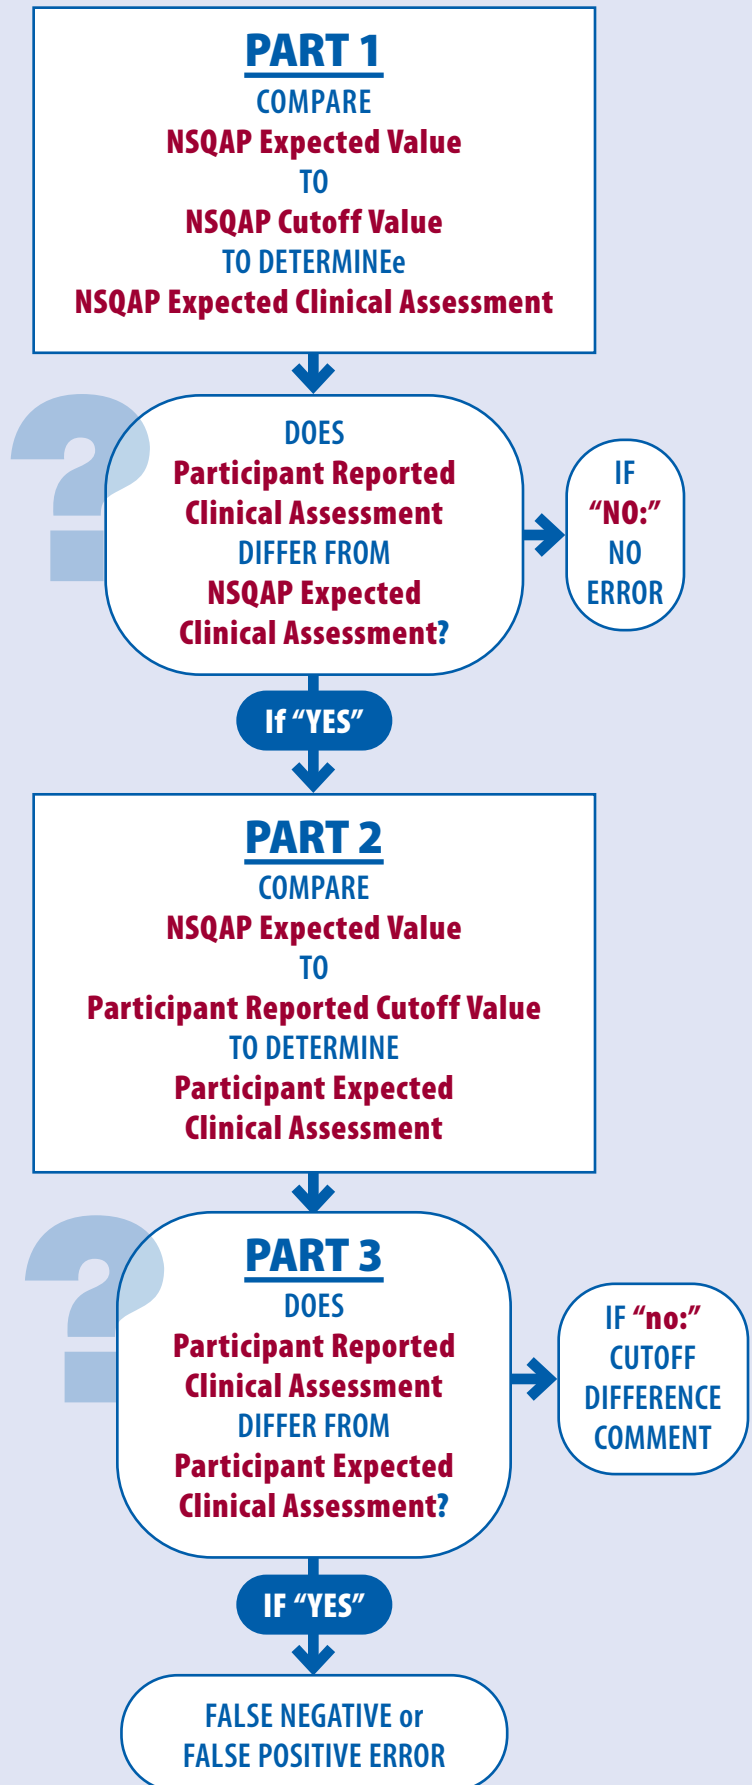 PART 1
COMPARE
NSQAP Expected Value
TO
NSQAP Cutoff Value
TO DETERMINEe
NSQAP Expected Clinical Assessment
?
DOES
Participant Reported
Clinical Assessment
DIFFER FROM
NSQAP Expected
Clinical Assessment?
IF
“NO:”
NO
ERROR
If “YES”
PART 2
COMPARE
NSQAP Expected Value
TO
Participant Reported Cutoff Value
TO DETERMINE
Participant Expected
Clinical Assessment
?
PART 3
DOES
Participant Reported
Clinical Assessment
DIFFER FROM
Participant Expected
Clinical Assessment?
IF “no:”
CUTOFF
DIFFERENCE
COMMENT
IF “YES”
FALSE NEGATIVE or
FALSE POSITIVE ERROR